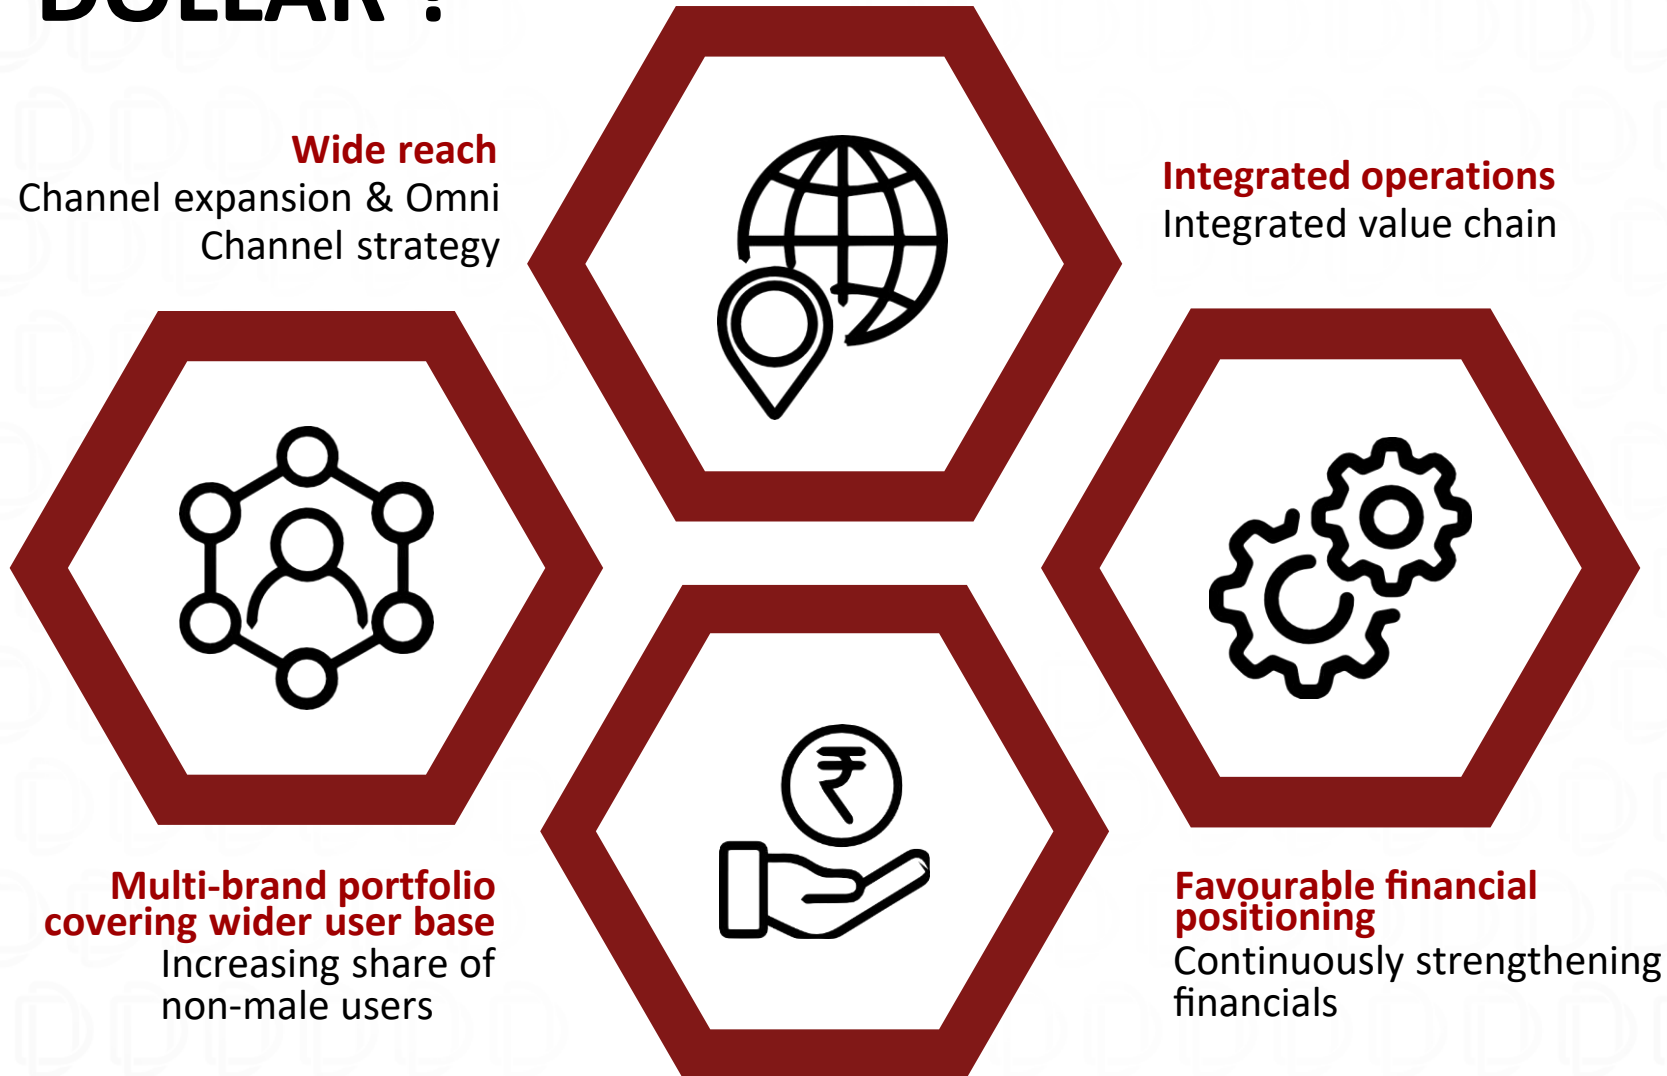 DOLLAR ?
Wide reach
Channel expansion & Omni
Channel strategy
Integrated operations
Integrated value chain
Multi-brand portfolio
covering wider user base
Increasing share of
non-male users
Favourable financial
positioning
Continuously strengthening
financials
₹